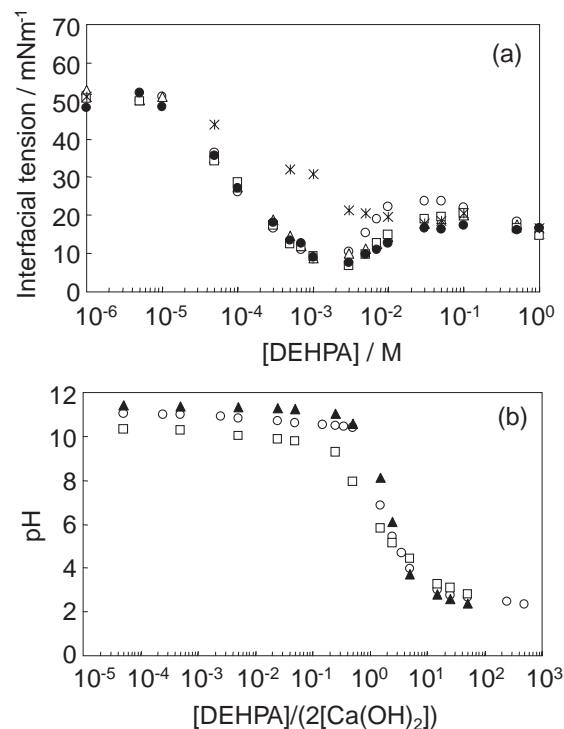 (a)
70
60
50
40
30
20
10
0
Interfacial tension / mNm⁻¹
10⁻⁶ 10⁻⁵ 10⁻⁴ 10⁻³ 10⁻² 10⁻¹ 10⁰
[DEHPA] / M
(b)
12
10
8
6
4
2
0
pH
10⁻⁵ 10⁻⁴ 10⁻³ 10⁻² 10⁻¹ 10⁰ 10¹ 10² 10³
[DEHPA]/(2[Ca(OH)₂])